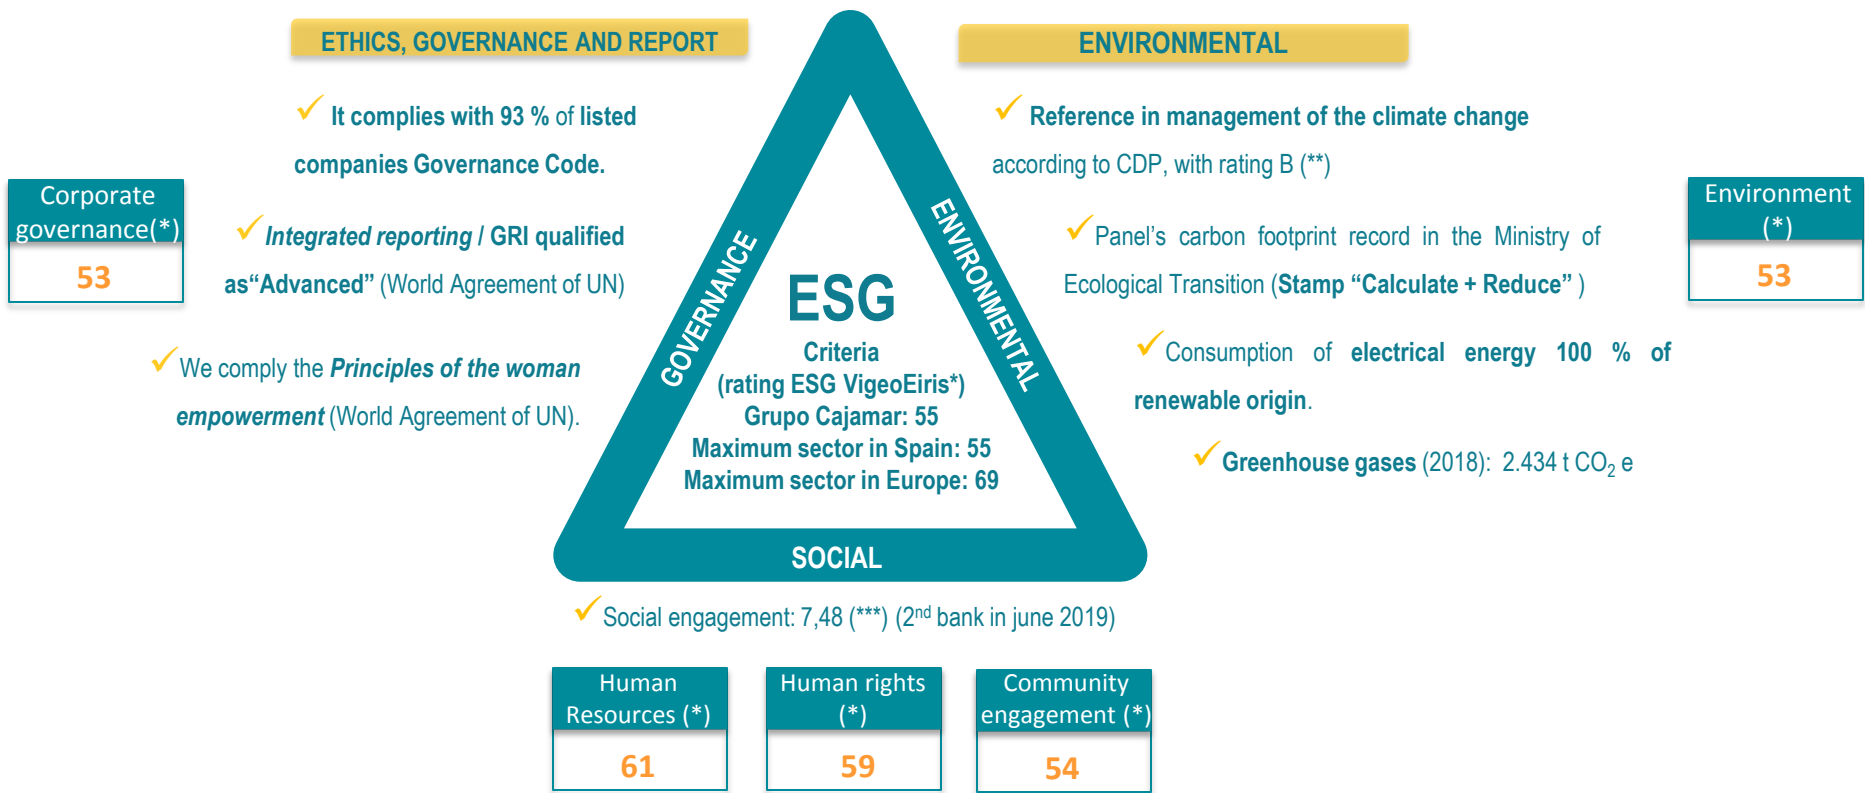 ETHICS, GOVERNANCE AND REPORT
It complies with 93 % of listed
companies Governance Code.
Corporate
governance(*)
53
Integrated reporting / GRI qualified
as“Advanced” (World Agreement of UN)
We comply the Principles of the woman
empowerment (World Agreement of UN).
GOVERNANCE
ENVIRONMENTAL
SOCIAL
ESG
Criteria
(rating ESG VigeoEiris*)
Grupo Cajamar: 55
Maximum sector in Spain: 55
Maximum sector in Europe: 69
ENVIRONMENTAL
Reference in management of the climate change
according to CDP, with rating B (**)
Panel’s carbon footprint record in the Ministry of
Ecological Transition (Stamp “Calculate + Reduce” )
Consumption of electrical energy 100 % of
renewable origin.
Greenhouse gases (2018): 2.434 t CO₂ e
Environment
(*)
53
Social engagement: 7,48 (***) (2nd bank in june 2019)
Human
Resources (*)
61
Human rights
(*)
59
Community
engagement (*)
54